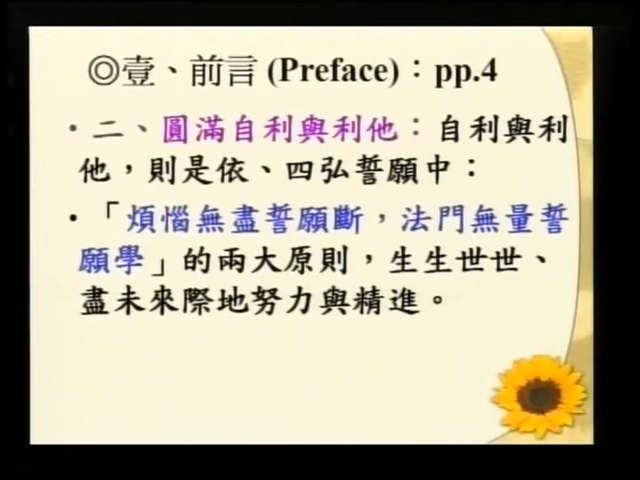 ◎壹、前言 (Preface)：pp.4
•二、圓滿自利與利他：自利與利
他，則是依、四弘誓願中：
•「煩惱無盡誓願斷，法門無量誓
願學」的兩大原則，生生世世、
盡未來際地努力與精進。